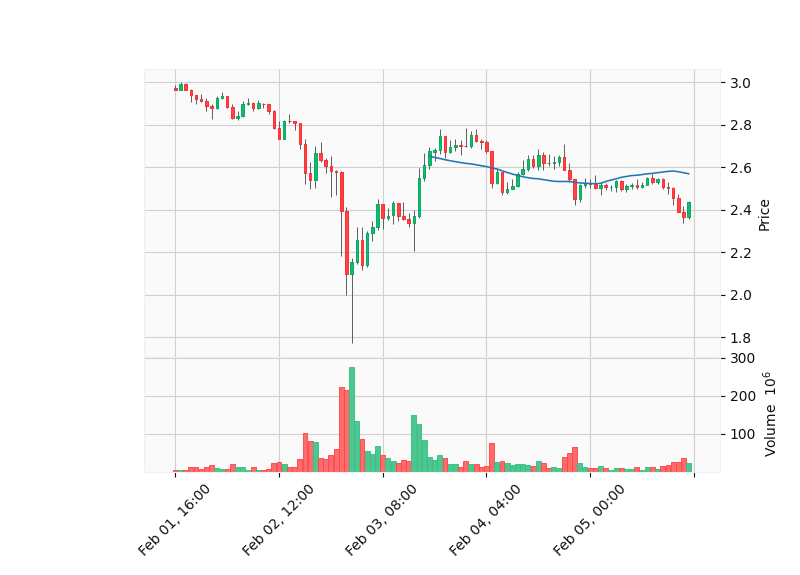 3.0
2.8
2.6
2.4
2.2
2.0
1.8
Price
300
200
100
Volume 10⁶
Feb 01, 16:00
Feb 02, 12:00
Feb 03, 08:00
Feb 04, 04:00
Feb 05, 00:00